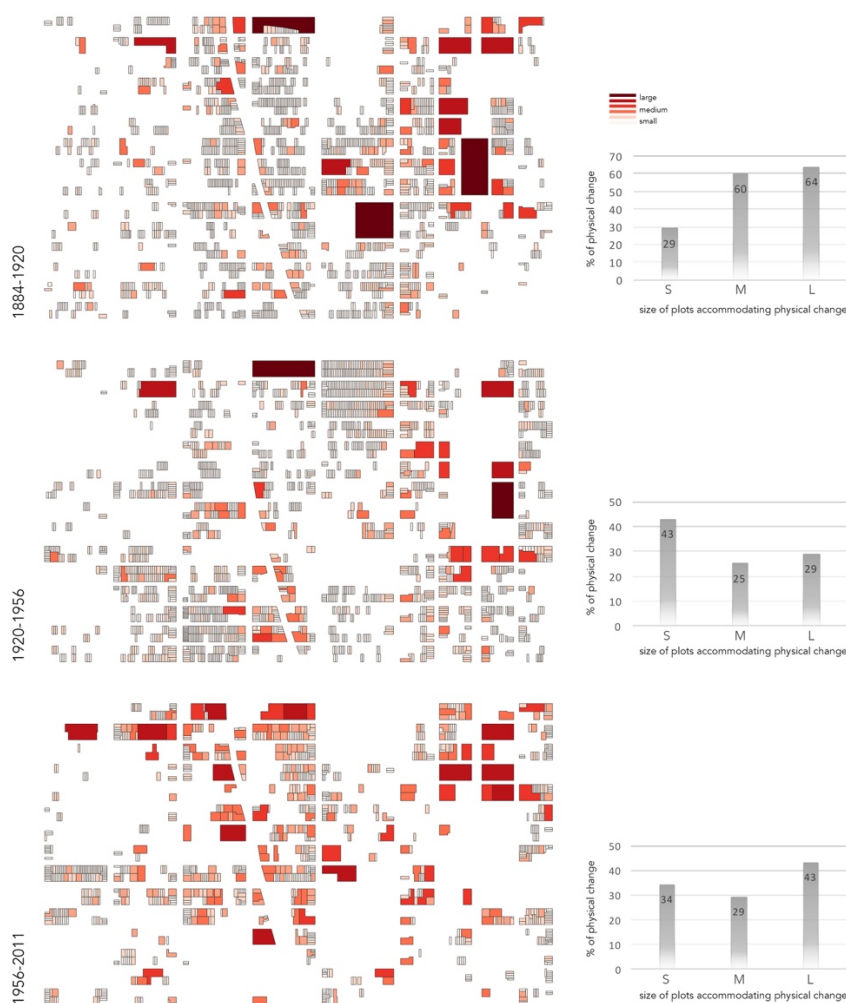 large
medium
small
1884-1920
% of physical change
70
60
50
40
30
20
10
0
29
60
64
S M L
size of plots accommodating physical change
1920-1956
% of physical change
50
40
30
20
10
0
43
25
29
S M L
size of plots accommodating physical change
1956-2011
% of physical change
50
40
30
20
10
0
34
29
43
S M L
size of plots accommodating physical change